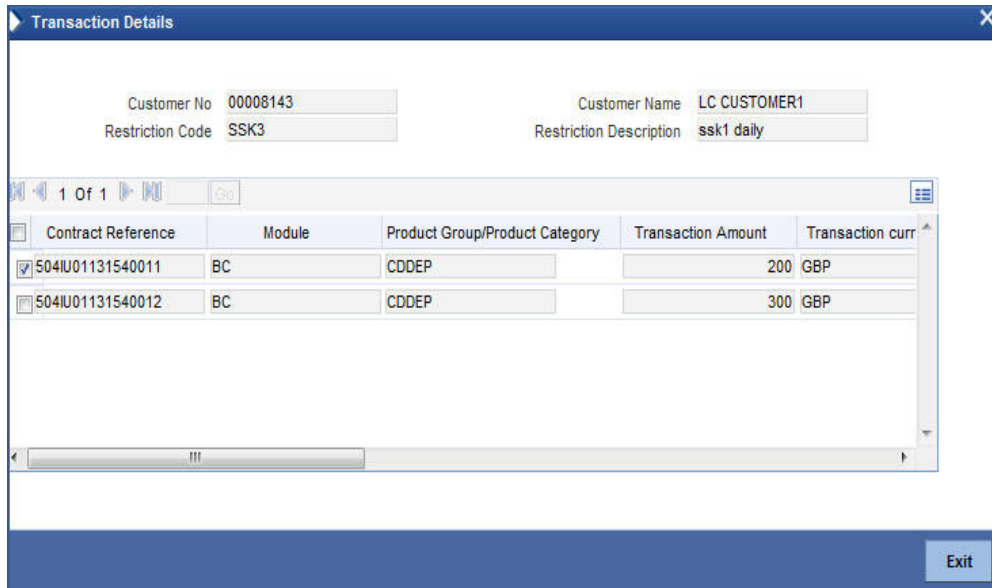 Transaction Details
Customer No 00008143 Customer Name LC CUSTOMER1
Restriction Code SSK3 Restriction Description ssk1 daily
1 Of 1 Go
Contract Reference Module Product Group/Product Category Transaction Amount Transaction curr
504IU01131540011 BC CDDEP 200 GBP
504IU01131540012 BC CDDEP 300 GBP
Exit